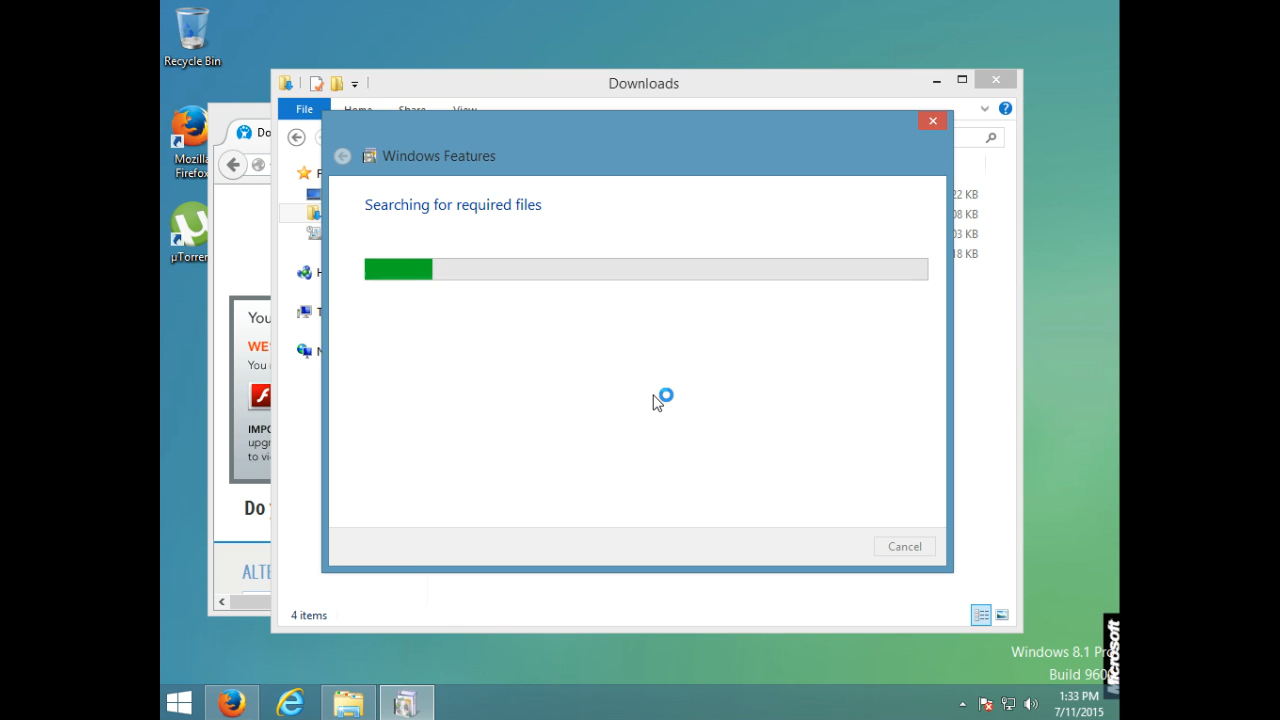 Recycle Bin
Downloads
File
Home Share View
Mozilla
Firefox
Do
Windows Features
Searching for required files
22 KB
08 KB
03 KB
18 KB
You
WE'
You
IMPO
upg
to vi
Do
ALTE
Cancel
4 items
Windows 8.1 Pro
Build 960
Microsoft
1:33 PM
7/11/2015
µTorren